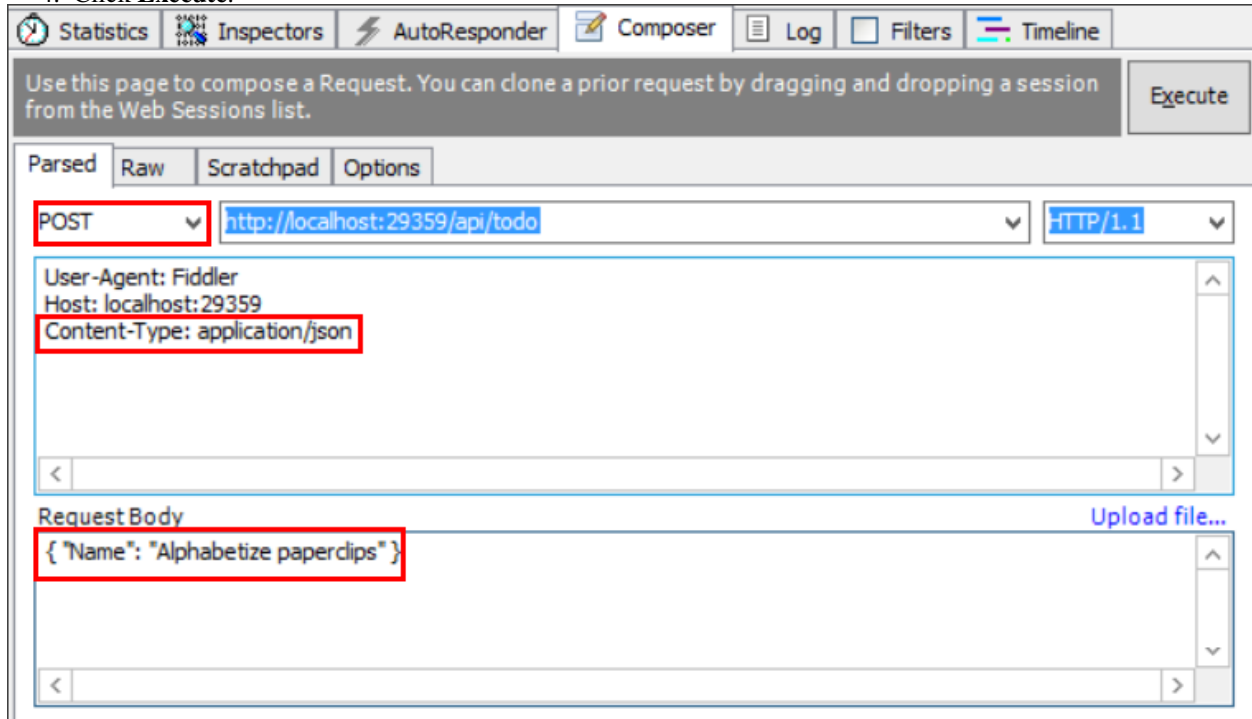 4. Click Execute.
Statistics Inspectors AutoResponder Composer Log Filters Timeline
Use this page to compose a Request. You can clone a prior request by dragging and dropping a session
from the Web Sessions list.
Execute
Parsed Raw Scratchpad Options
POST http://localhost:29359/api/todo HTTP/1.1
User-Agent: Fiddler
Host: localhost:29359
Content-Type: application/json
Request Body Upload file...
{ "Name": "Alphabetize paperclips" }